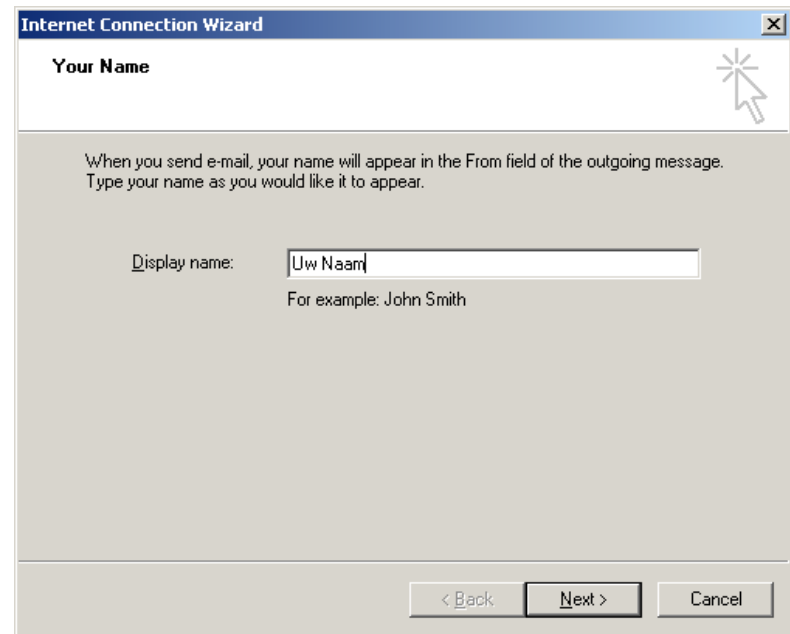 Internet Connection Wizard
Your Name
When you send e-mail, your name will appear in the From field of the outgoing message.
Type your name as you would like it to appear.
Display name: Uw Naam
For example: John Smith
< Back Next > Cancel